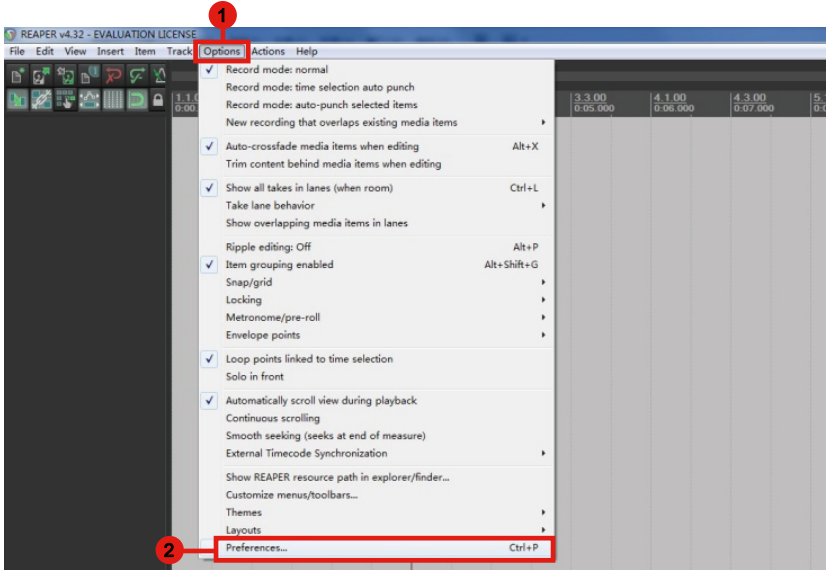 1
REAPER v4.32 - EVALUATION LICENSE
File Edit View Insert Item Track Options Actions Help
Record mode: normal
Record mode: time selection auto punch
Record mode: auto-punch selected items
New recording that overlaps existing media items
Auto-crossfade media items when editing Alt+X
Trim content behind media items when editing
Show all takes in lanes (when room) Ctrl+L
Take lane behavior
Show overlapping media items in lanes
Ripple editing: Off Alt+P
Item grouping enabled Alt+Shift+G
Snap/grid
Locking
Metronome/pre-roll
Envelope points
Loop points linked to time selection
Solo in front
Automatically scroll view during playback
Continuous scrolling
Smooth seeking (seeks at end of measure)
External Timecode Synchronization
Show REAPER resource path in explorer/finder...
Customize menus/toolbars...
Themes
Layouts
2 Preferences... Ctrl+P
3.3.00 4.1.00 4.3.00
0:05.000 0:06.000 0:07.000